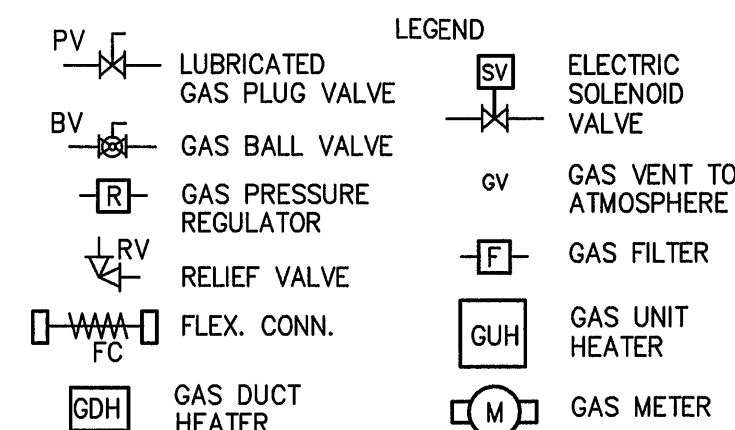 LEGEND
PV
LUBRICATED
GAS PLUG VALVE
BV
GAS BALL VALVE
R
GAS PRESSURE
REGULATOR
RV
RELIEF VALVE
FC
FLEX. CONN.
GDH
GAS DUCT
HEATER
SV
ELECTRIC
SOLENOID
VALVE
GV
GAS VENT TO
ATMOSPHERE
F
GAS FILTER
GUH
GAS UNIT
HEATER
M
GAS METER